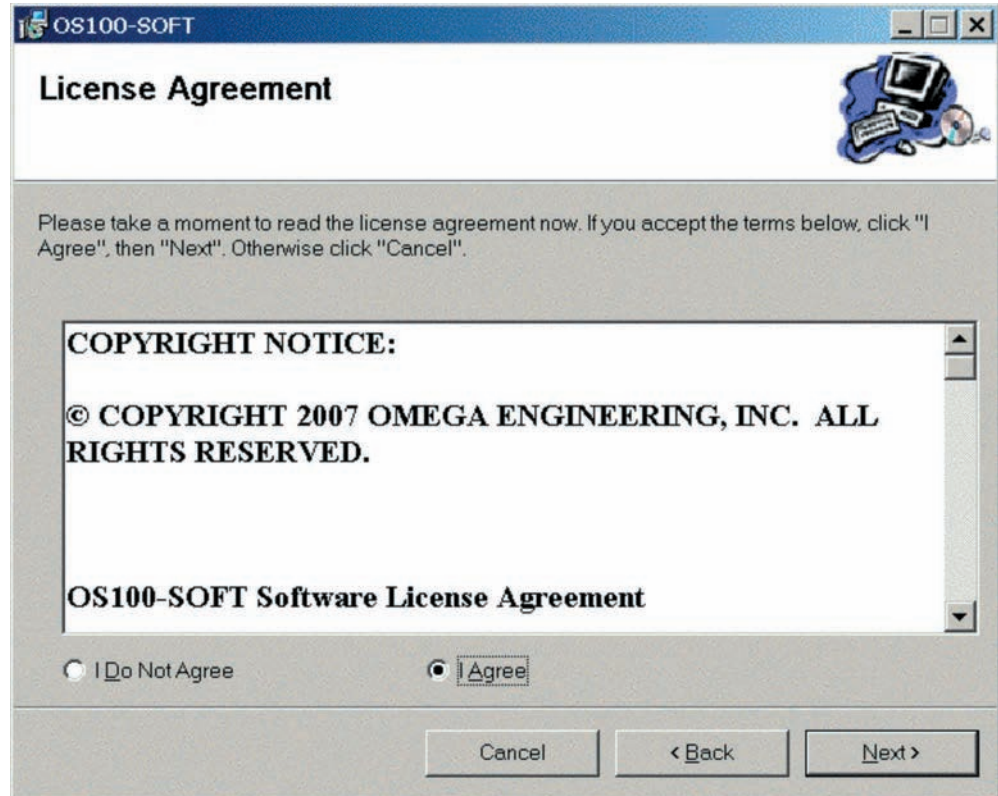 OS100-SOFT
License Agreement
Please take a moment to read the license agreement now. If you accept the terms below, click "I
Agree", then "Next". Otherwise click "Cancel".
COPYRIGHT NOTICE:
© COPYRIGHT 2007 OMEGA ENGINEERING, INC. ALL
RIGHTS RESERVED.
OS100-SOFT Software License Agreement
I Do Not Agree
I Agree
Cancel
< Back
Next >